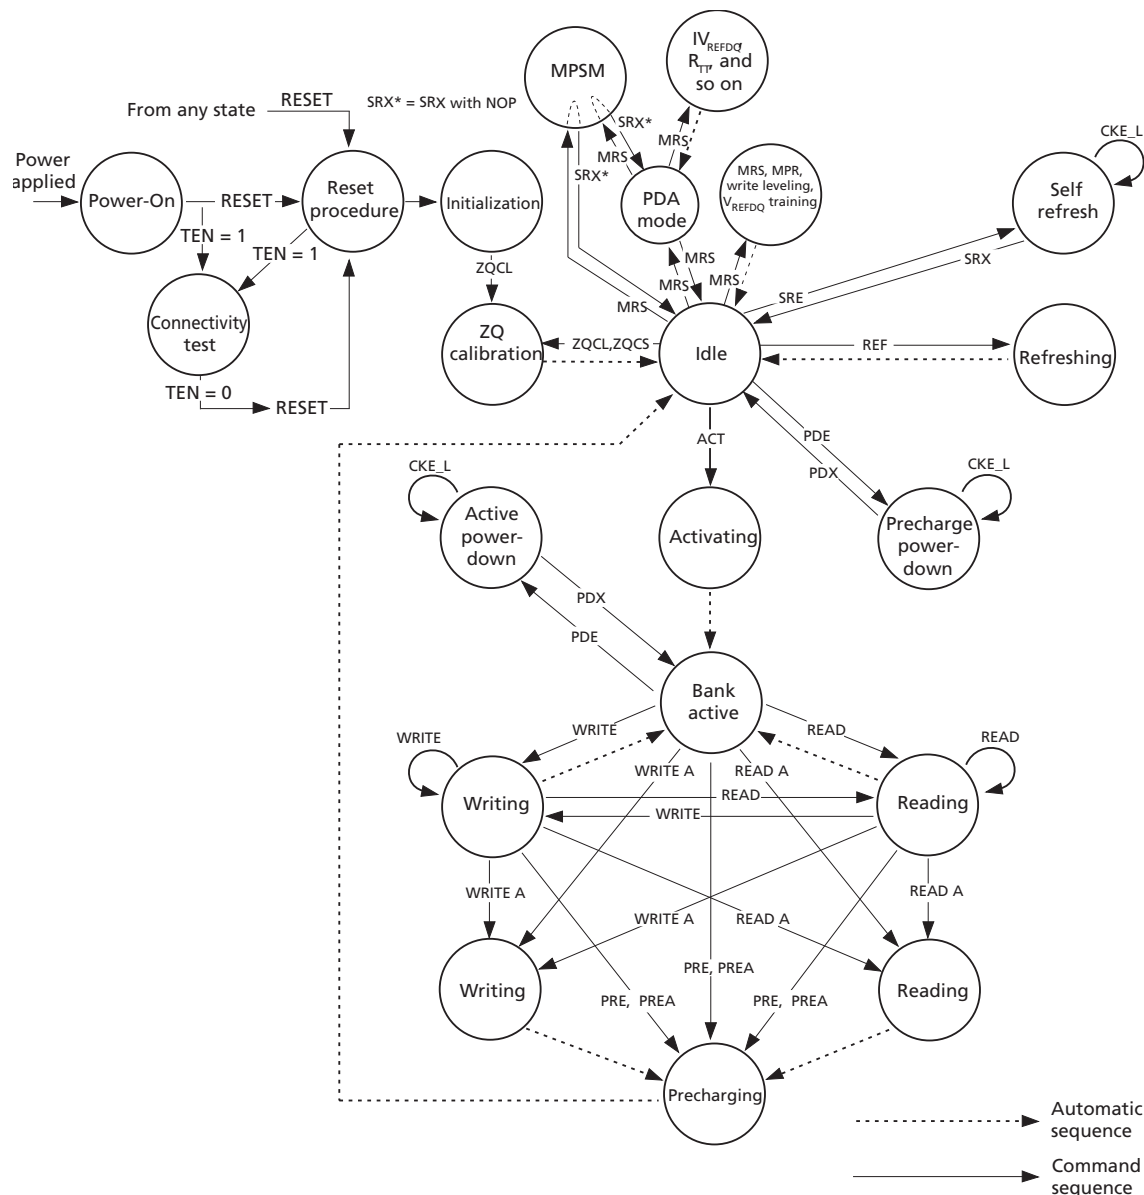 MPSM
IV_REFDQ,
R_TT, and
so on
From any state
RESET
SRX* = SRX with NOP
SRX*
MRS
MRS
SRX*
CKE_L
Power
applied
Power-On
RESET
Reset
procedure
Initialization
PDA
mode
MRS, MPR,
write leveling,
V_REFDQ training
Self
refresh
TEN = 1
TEN = 1
ZQCL
MRS
MRS
MRS
MRS
SRX
SRE
Connectivity
test
ZQ
calibration
ZQCL,ZQCS
Idle
REF
Refreshing
TEN = 0
RESET
ACT
PDE
PDX
CKE_L
CKE_L
Active
power-
down
Activating
Precharge
power-
down
PDX
PDE
Bank
active
WRITE
READ
WRITE
READ
WRITE A
READ A
Writing
READ
WRITE
Reading
WRITE A
READ A
WRITE A
READ A
Writing
PRE, PREA
Reading
PRE, PREA
PRE, PREA
Precharging
Automatic
sequence
Command
sequence